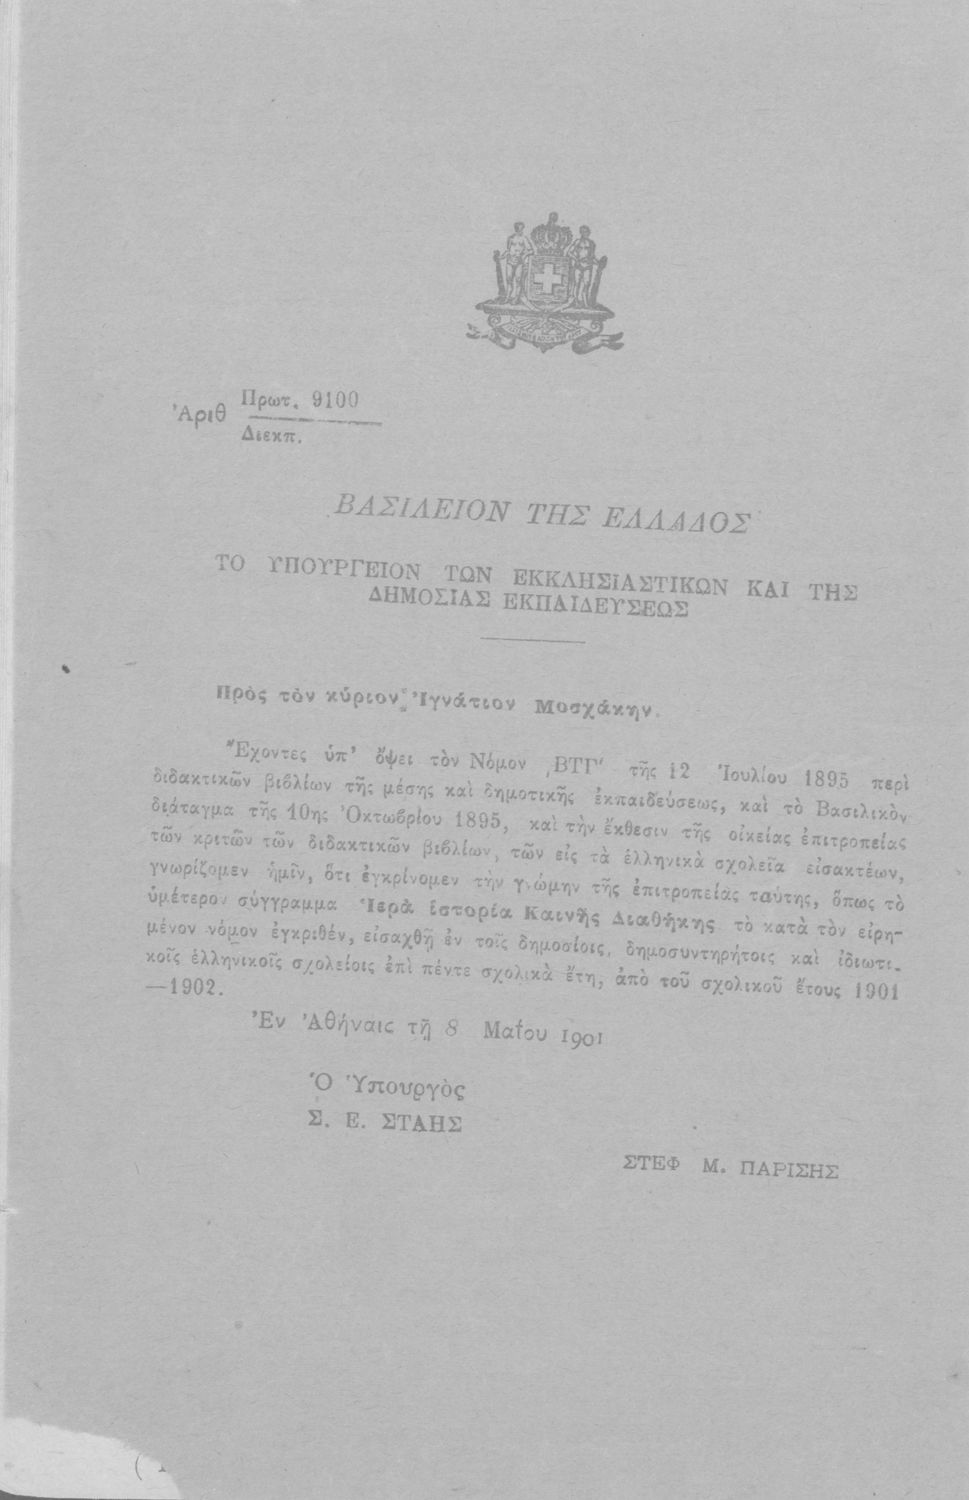 Πρωτ. 9100
Ἀριθ
Διεκπ.
ΒΑΣΙΛΕΙΟΝ ΤΗΣ ΕΛΛΑΔΟΣ
ΤΟ ΥΠΟΥΡΓΕΙΟΝ ΤΩΝ ΕΚΚΛΗΣΙΑΣΤΙΚΩΝ ΚΑΙ ΤΗΣ
ΔΗΜΟΣΙΑΣ ΕΚΠΑΙΔΕΥΣΕΩΣ
Πρὸς τὸν κύριον Ἰγνάτιον Μοσχάκην.
Ἔχοντες ὑπ' ὄψει τὸν Νόμον ͵ΒΤΓ′ τῆς 12 Ἰουλίου 1895 περὶ
διδακτικῶν βιβλίων τῆς μέσης καὶ δημοτικῆς ἐκπαιδεύσεως, καὶ τὸ Βασιλικὸν
διάταγμα τῆς 10ης Ὀκτωβρίου 1895, καὶ τὴν ἔκθεσιν τῆς οἰκείας ἐπιτροπείας
τῶν κριτῶν τῶν διδακτικῶν βιβλίων, τῶν εἰς τὰ ἑλληνικὰ σχολεῖα εἰσακτέων,
γνωρίζομεν ἡμῖν, ὅτι ἐγκρίνομεν τὴν γνώμην τῆς ἐπιτροπείας ταύτης, ὅπως τὸ
ὑμέτερον σύγγραμμα Ἱερὰ ἱστορία Καινῆς Διαθήκης τὸ κατὰ τὸν εἰρη-
μένον νόμον ἐγκριθέν, εἰσαχθῇ ἐν τοῖς δημοσίοις, δημοσυντηρήτοις καὶ ἰδιωτι-
κοῖς ἑλληνικοῖς σχολείοις ἐπὶ πέντε σχολικὰ ἔτη, ἀπὸ τοῦ σχολικοῦ ἔτους 1901
—1902.
Ἐν Ἀθήναις τῇ 8 Μαΐου 1901
Ὁ Ὑπουργὸς
Σ. Ε. ΣΤΑΗΣ
ΣΤΕΦ Μ. ΠΑΡΙΣΗΣ